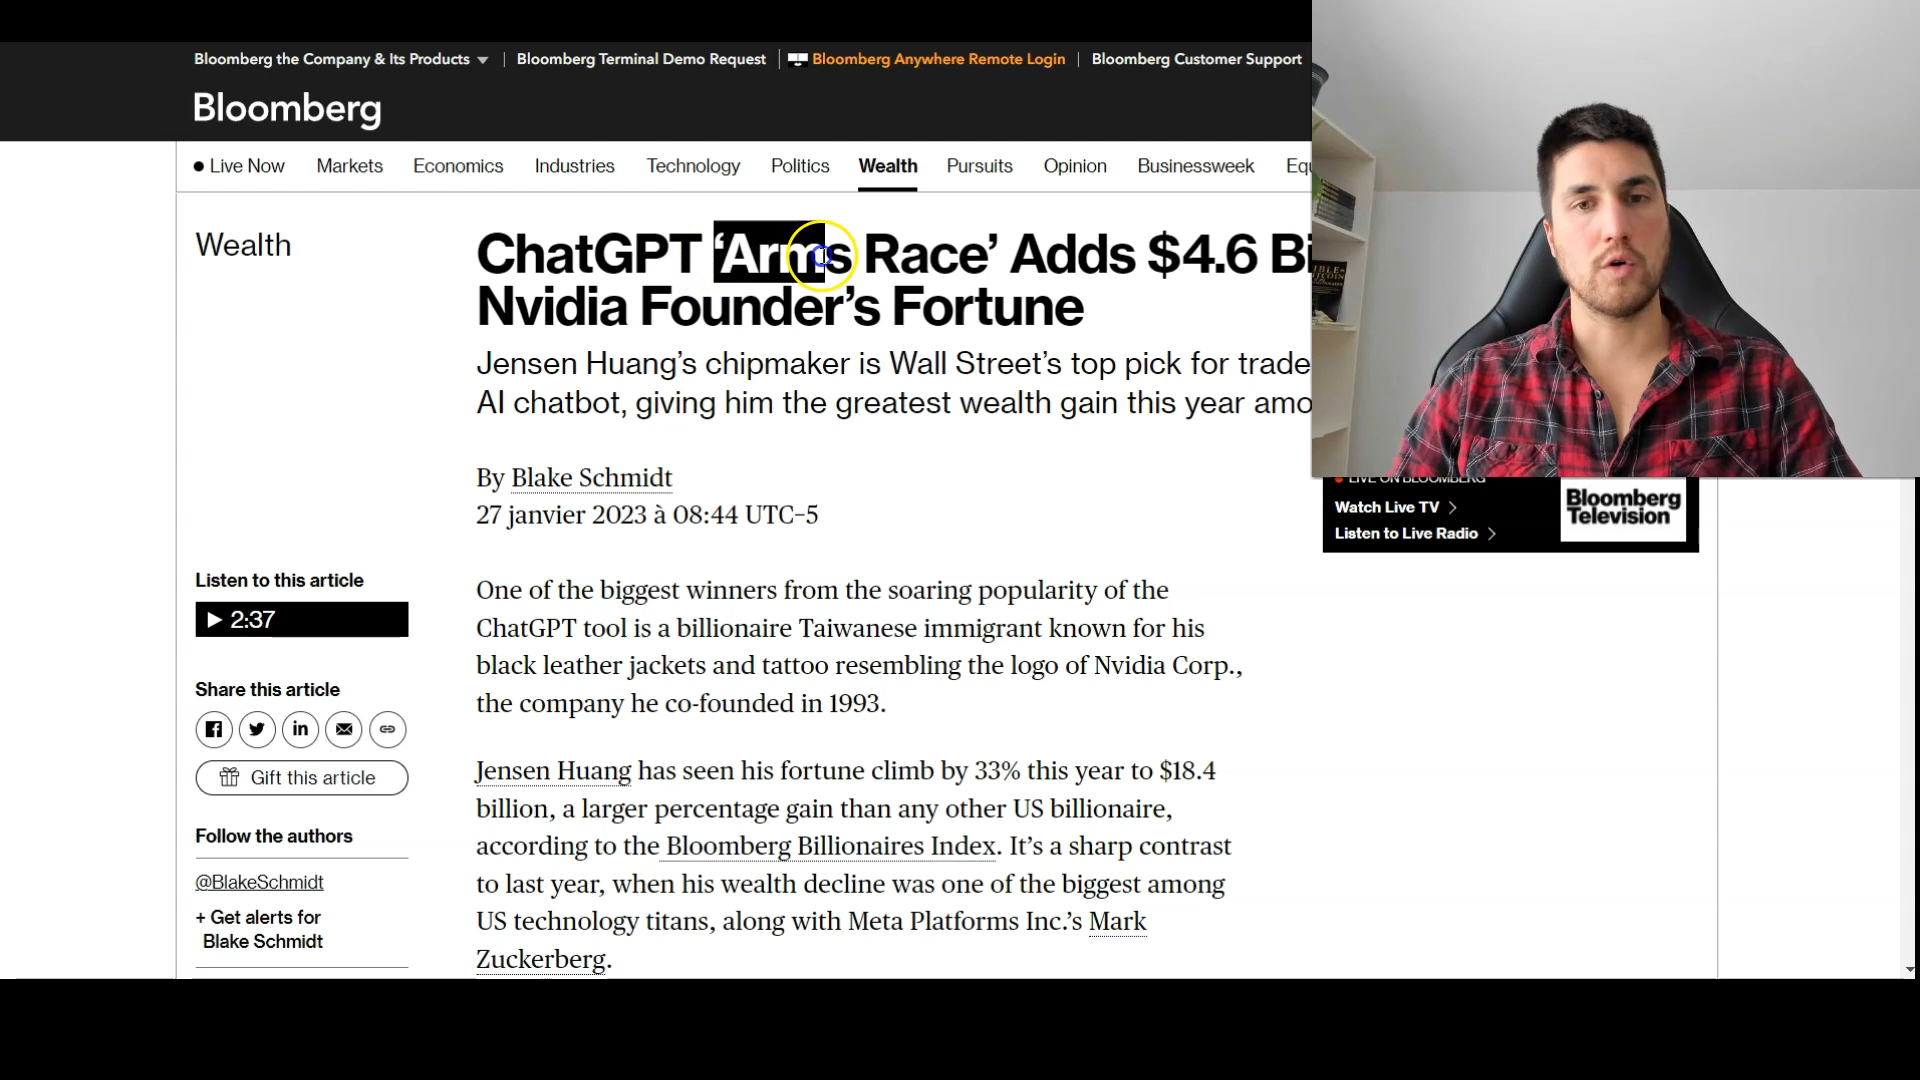 Bloomberg the Company & Its Products
Bloomberg Terminal Demo Request
Bloomberg Anywhere Remote Login
Bloomberg Customer Support
Bloomberg
Live Now
Markets
Economics
Industries
Technology
Politics
Wealth
Pursuits
Opinion
Businessweek
Equ
Wealth
ChatGPT ‘Arms Race’ Adds $4.6 Bi
Nvidia Founder’s Fortune
Jensen Huang’s chipmaker is Wall Street’s top pick for trade
AI chatbot, giving him the greatest wealth gain this year amo
By Blake Schmidt
27 janvier 2023 à 08:44 UTC−5
LIVE ON BLOOMBERG
Watch Live TV
Listen to Live Radio
Bloomberg
Television
Listen to this article
2:37
Share this article
Gift this article
Follow the authors
@BlakeSchmidt
+ Get alerts for
Blake Schmidt
One of the biggest winners from the soaring popularity of the
ChatGPT tool is a billionaire Taiwanese immigrant known for his
black leather jackets and tattoo resembling the logo of Nvidia Corp.,
the company he co-founded in 1993.
Jensen Huang has seen his fortune climb by 33% this year to $18.4
billion, a larger percentage gain than any other US billionaire,
according to the Bloomberg Billionaires Index. It’s a sharp contrast
to last year, when his wealth decline was one of the biggest among
US technology titans, along with Meta Platforms Inc.’s Mark
Zuckerberg.